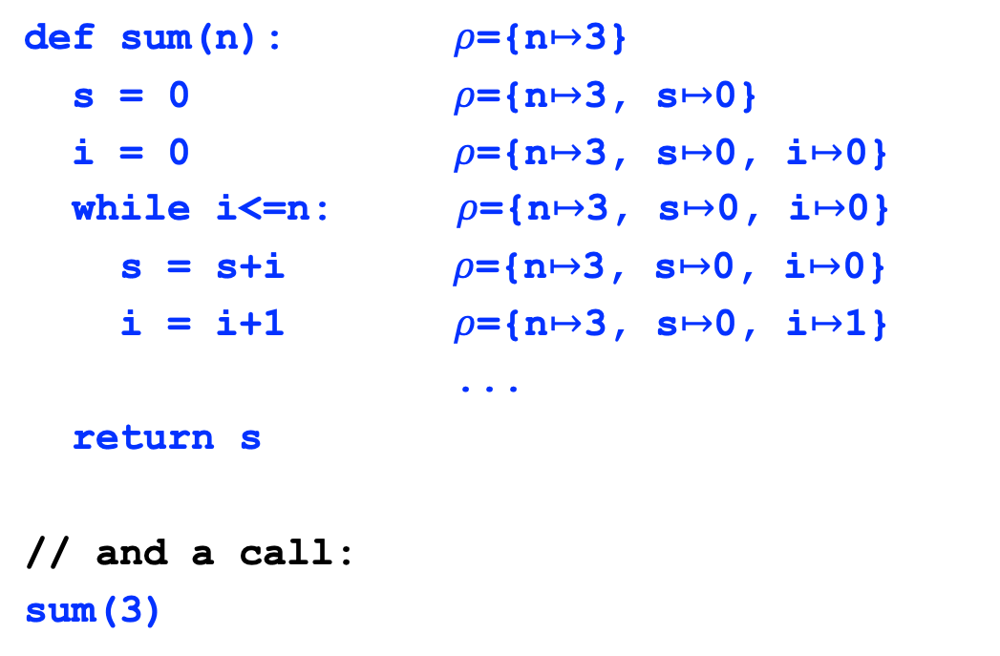 def sum(n): ρ={n↦3}
s = 0 ρ={n↦3, s↦0}
i = 0 ρ={n↦3, s↦0, i↦0}
while i<=n: ρ={n↦3, s↦0, i↦0}
s = s+i ρ={n↦3, s↦0, i↦0}
i = i+1 ρ={n↦3, s↦0, i↦1}
...
return s
// and a call:
sum(3)